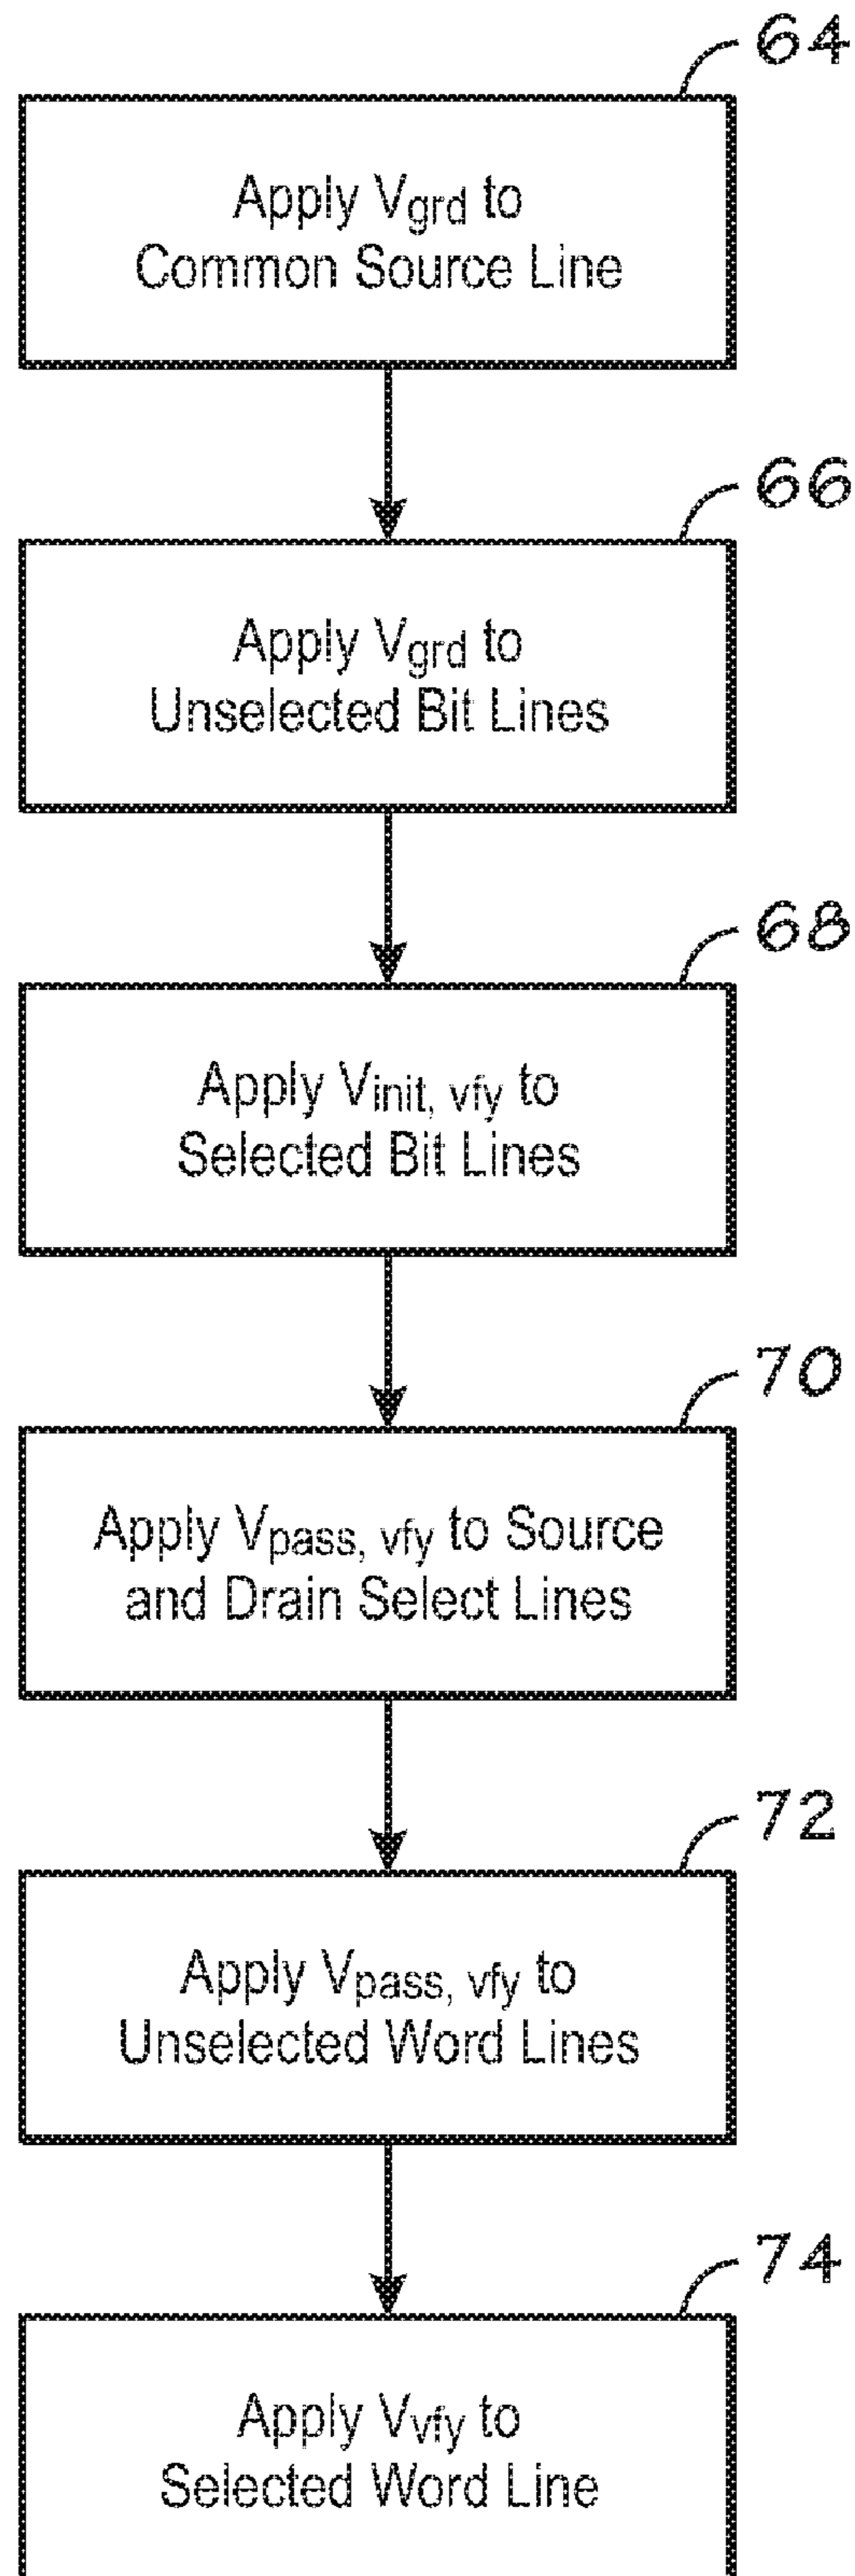 64
Apply Vgrd to
Common Source Line
66
Apply Vgrd to
Unselected Bit Lines
68
Apply Vinit, vfy to
Selected Bit Lines
70
Apply Vpass, vfy to Source
and Drain Select Lines
72
Apply Vpass, vfy to
Unselected Word Lines
74
Apply Vvfy to
Selected Word Line